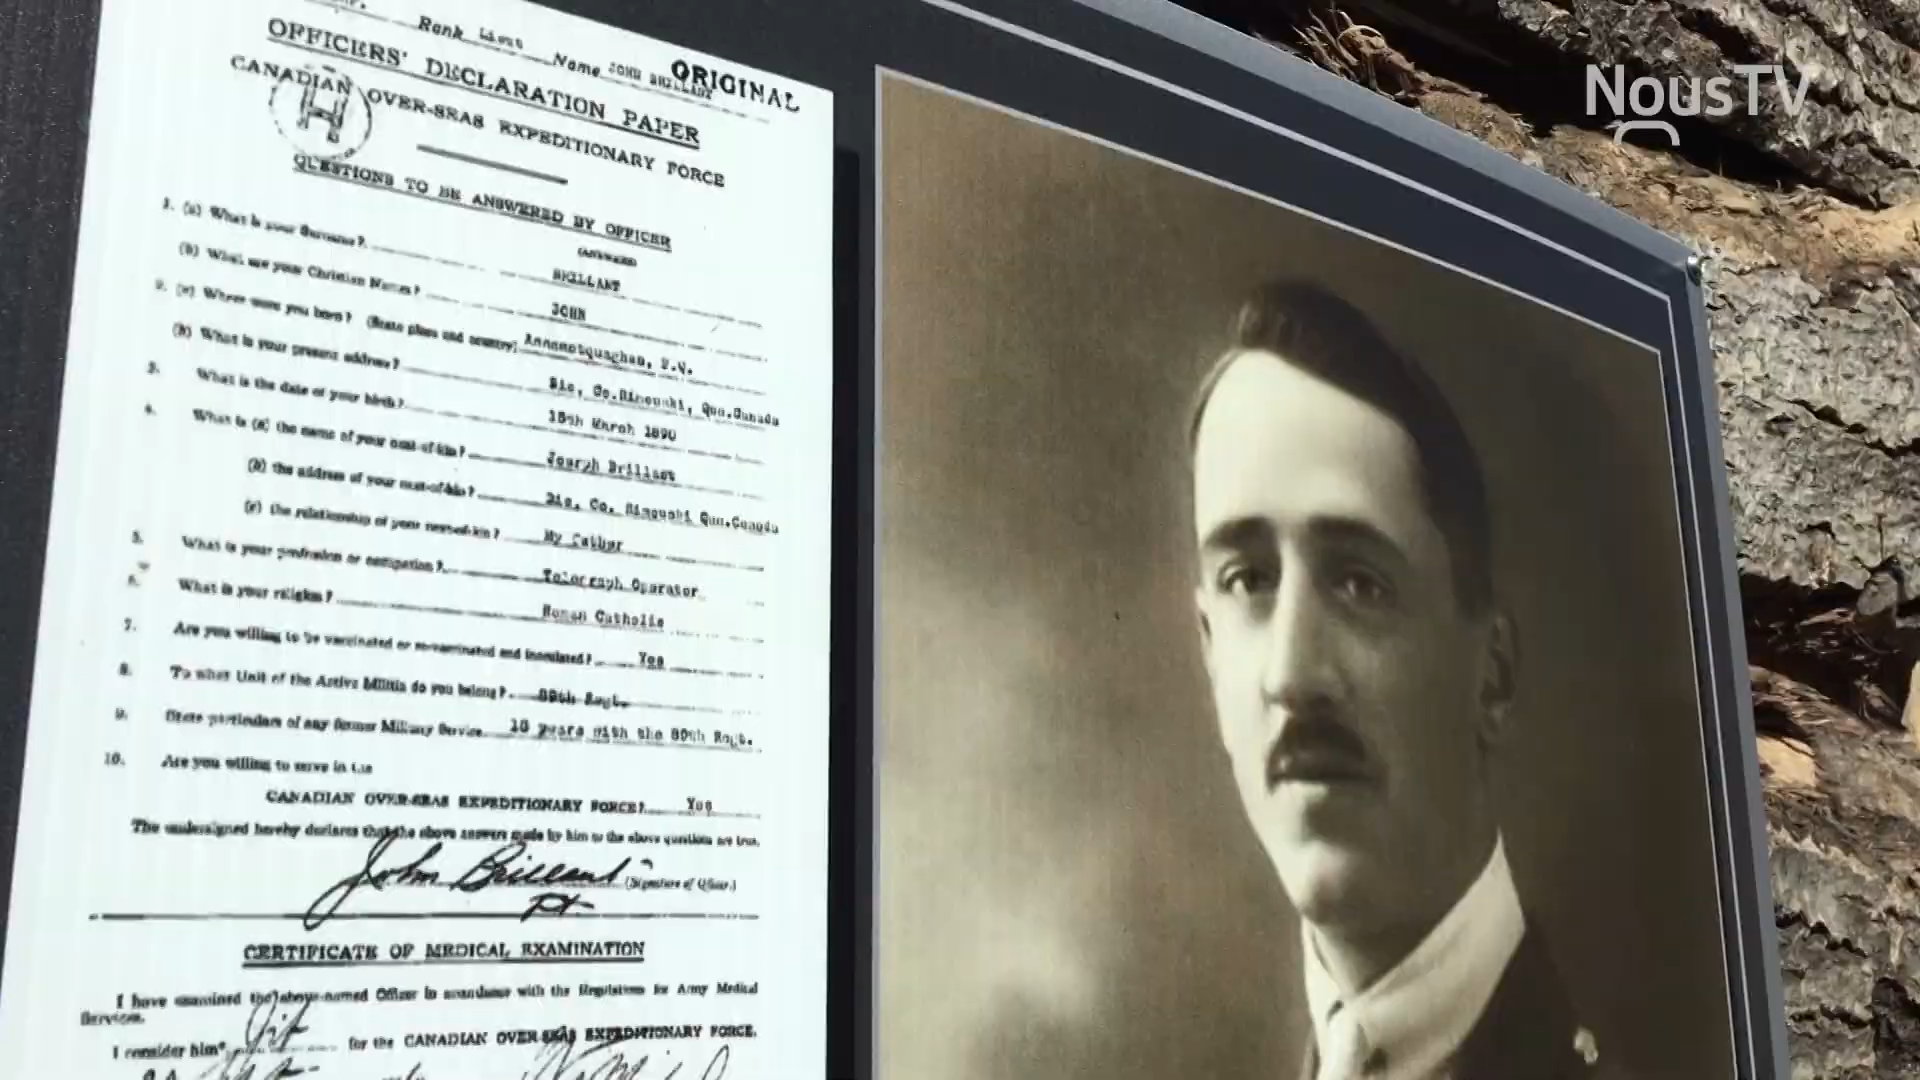 Rank Lieut Name JOHN BRILLANT
ORIGINAL
OFFICERS' DECLARATION PAPER
CANADIAN OVER-SEAS EXPEDITIONARY FORCE
H
QUESTIONS TO BE ANSWERED BY OFFICER
(ANSWERS)
1. (a) What is your Surname? BRILLANT
(b) What are your Christian Names? JOHN
2. (a) Where were you born? (State place and country) P.Q.
(b) What is your present address? Bic, Co.Rimouski, Que.Canada
3. What is the date of your birth? 15th March 1890
4. What is (a) the name of your next-of-kin? Joseph Brillant
(b) the address of your next-of-kin? Bic, Co. Rimouski Que.Canada
(c) the relationship of your next-of-kin? My father
5. What is your profession or occupation? Telegraph Operator
6. What is your religion? Roman Catholic
7. Are you willing to be vaccinated or re-vaccinated and inoculated? Yes
8. To what Unit of the Active Militia do you belong? 89th Regt.
9. State particulars of any former Military Service. years with the 89th Regt.
10. Are you willing to serve in the
CANADIAN OVER-SEAS EXPEDITIONARY FORCE? Yes
The undersigned hereby declares that the above answers made by him to the above questions are true.
John Brillant (Signature of Officer.)
CERTIFICATE OF MEDICAL EXAMINATION
I have examined the above-named Officer in accordance with the Regulations for Army Medical
Services.
I consider him* fit for the CANADIAN OVER-SEAS EXPEDITIONARY FORCE.
NousTV